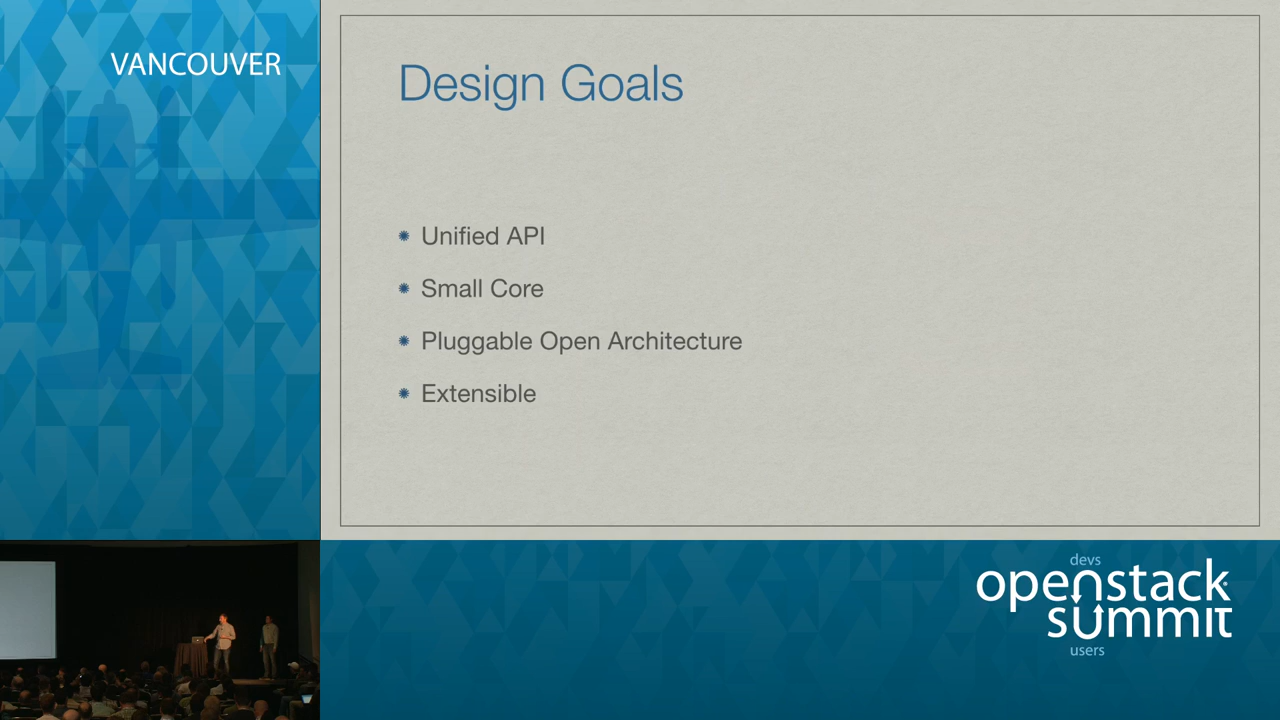 VANCOUVER
Design Goals
Unified API
Small Core
Pluggable Open Architecture
Extensible
devs
openstack
summit
users